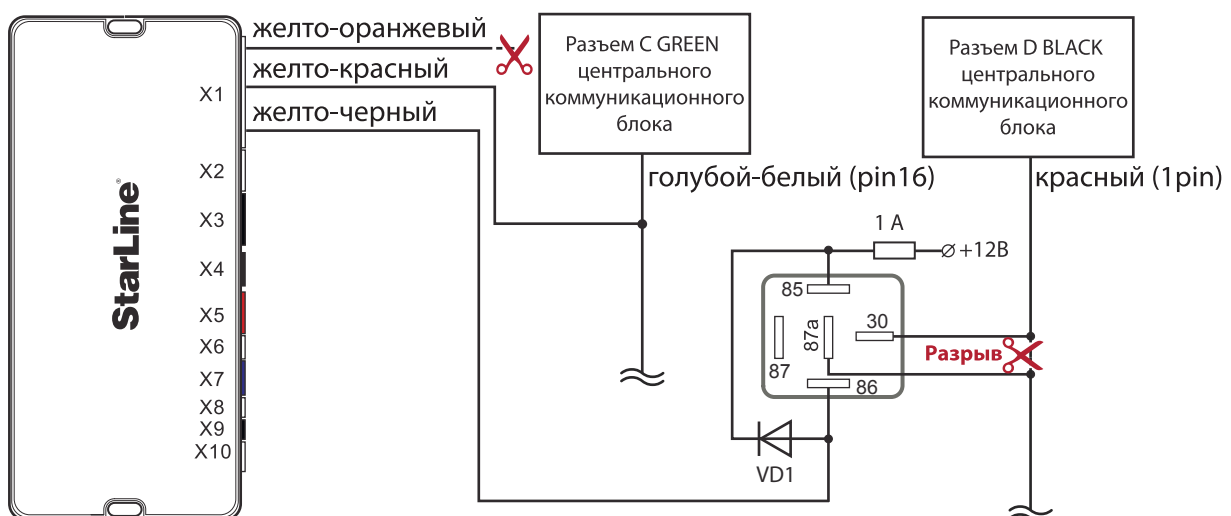 желто-оранжевый
желто-красный
желто-черный
X1
X2
X3
X4
X5
X6
X7
X8
X9
X10
StarLine
Разъем C GREEN
центрального
коммуникационного
блока
голубой-белый (pin16)
Разъем D BLACK
центрального
коммуникационного
блока
красный (1pin)
1 А
+12В
85
30
87а
87
86
Разрыв
VD1